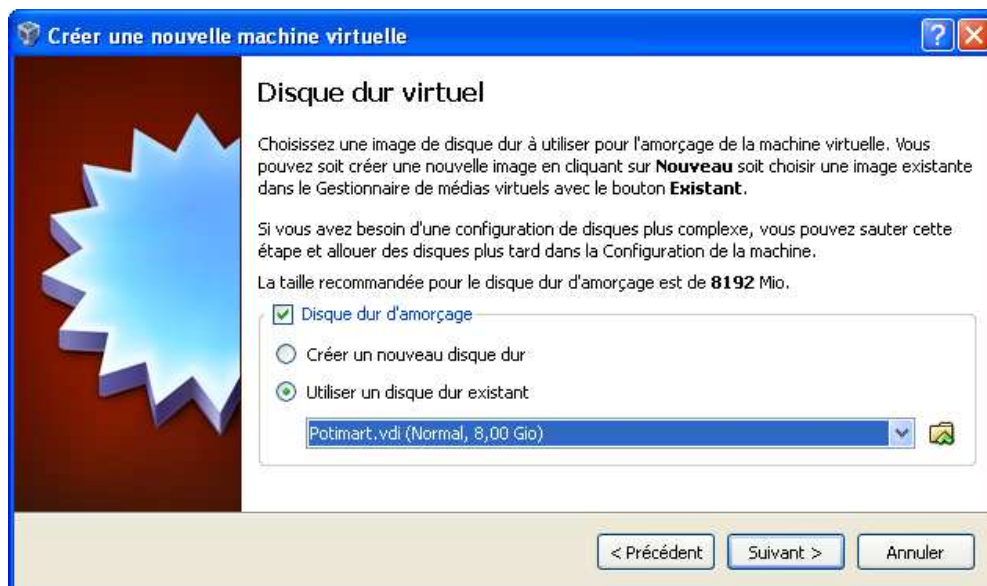 Créer une nouvelle machine virtuelle
Disque dur virtuel
Choisissez une image de disque dur à utiliser pour l'amorçage de la machine virtuelle. Vous
pouvez soit créer une nouvelle image en cliquant sur Nouveau soit choisir une image existante
dans le Gestionnaire de médias virtuels avec le bouton Existant.
Si vous avez besoin d'une configuration de disques plus complexe, vous pouvez sauter cette
étape et allouer des disques plus tard dans la Configuration de la machine.
La taille recommandée pour le disque dur d'amorçage est de 8192 Mio.
Disque dur d'amorçage
Créer un nouveau disque dur
Utiliser un disque dur existant
Potimart.vdi (Normal, 8,00 Gio)
< Précédent
Suivant >
Annuler